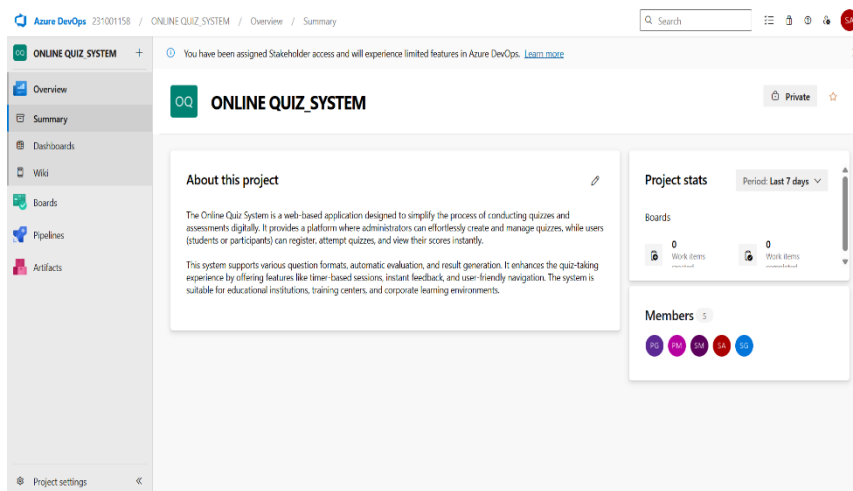 Azure DevOps 231001158 / ONLINE QUIZ_SYSTEM / Overview / Summary
Search
SA
OQ ONLINE QUIZ_SYSTEM +
You have been assigned Stakeholder access and will experience limited features in Azure DevOps. Learn more
Overview
Summary
Dashboards
Wiki
Boards
Pipelines
Artifacts
Project settings
OQ ONLINE QUIZ_SYSTEM
Private
About this project
The Online Quiz System is a web-based application designed to simplify the process of conducting quizzes and
assessments digitally. It provides a platform where administrators can effortlessly create and manage quizzes, while users
(students or participants) can register, attempt quizzes, and view their scores instantly.
This system supports various question formats, automatic evaluation, and result generation. It enhances the quiz-taking
experience by offering features like timer-based sessions, instant feedback, and user-friendly navigation. The system is
suitable for educational institutions, training centers, and corporate learning environments.
Project stats
Period: Last 7 days
Boards
0
Work items
0
Work items
Members 5
PG PM SM SA SG